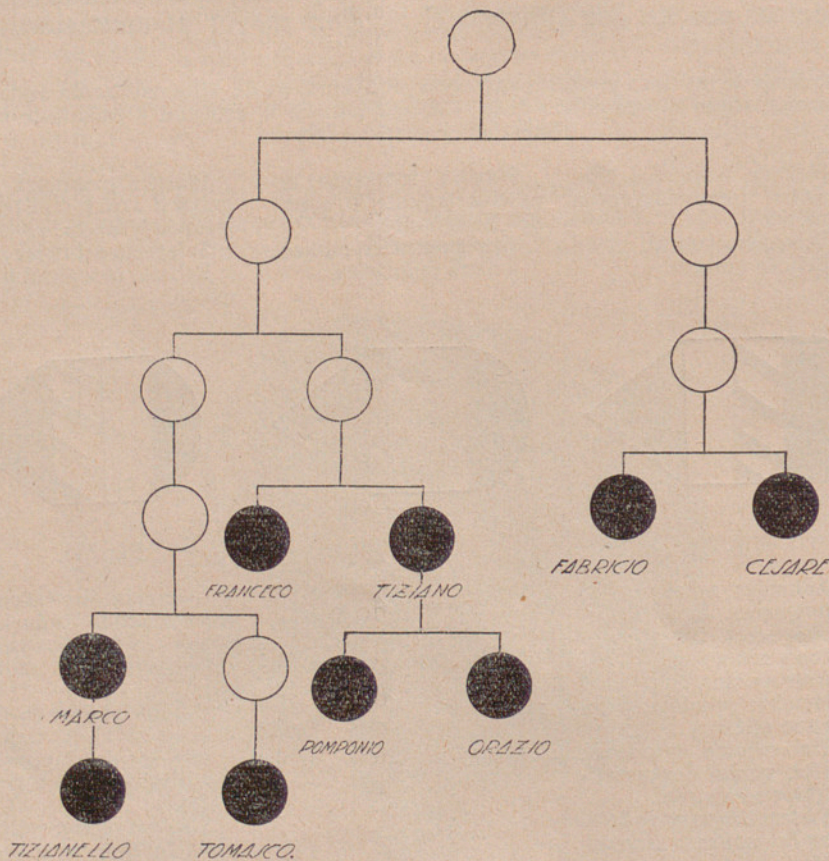 FABRICIO
CESARE
FRANCECO
TIZIANO
MARCO
POMPONIO
ORAZIO
TIZIANELLO
TOMASCO.